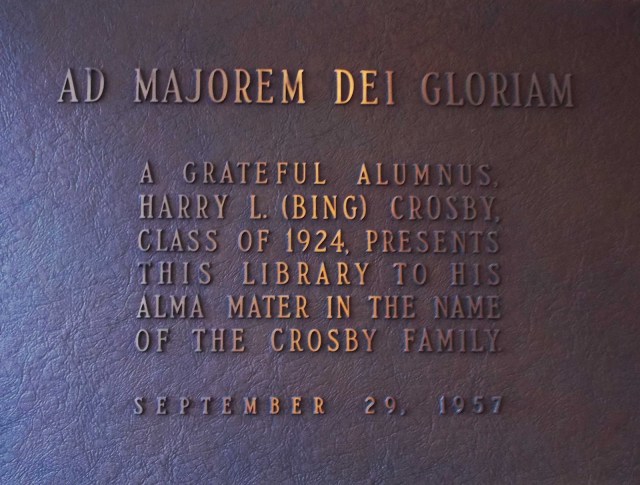 AD MAJOREM DEI GLORIAM
A GRATEFUL ALUMNUS,
HARRY L. (BING) CROSBY,
CLASS OF 1924, PRESENTS
THIS LIBRARY TO HIS
ALMA MATER IN THE NAME
OF THE CROSBY FAMILY.
SEPTEMBER 29, 1957